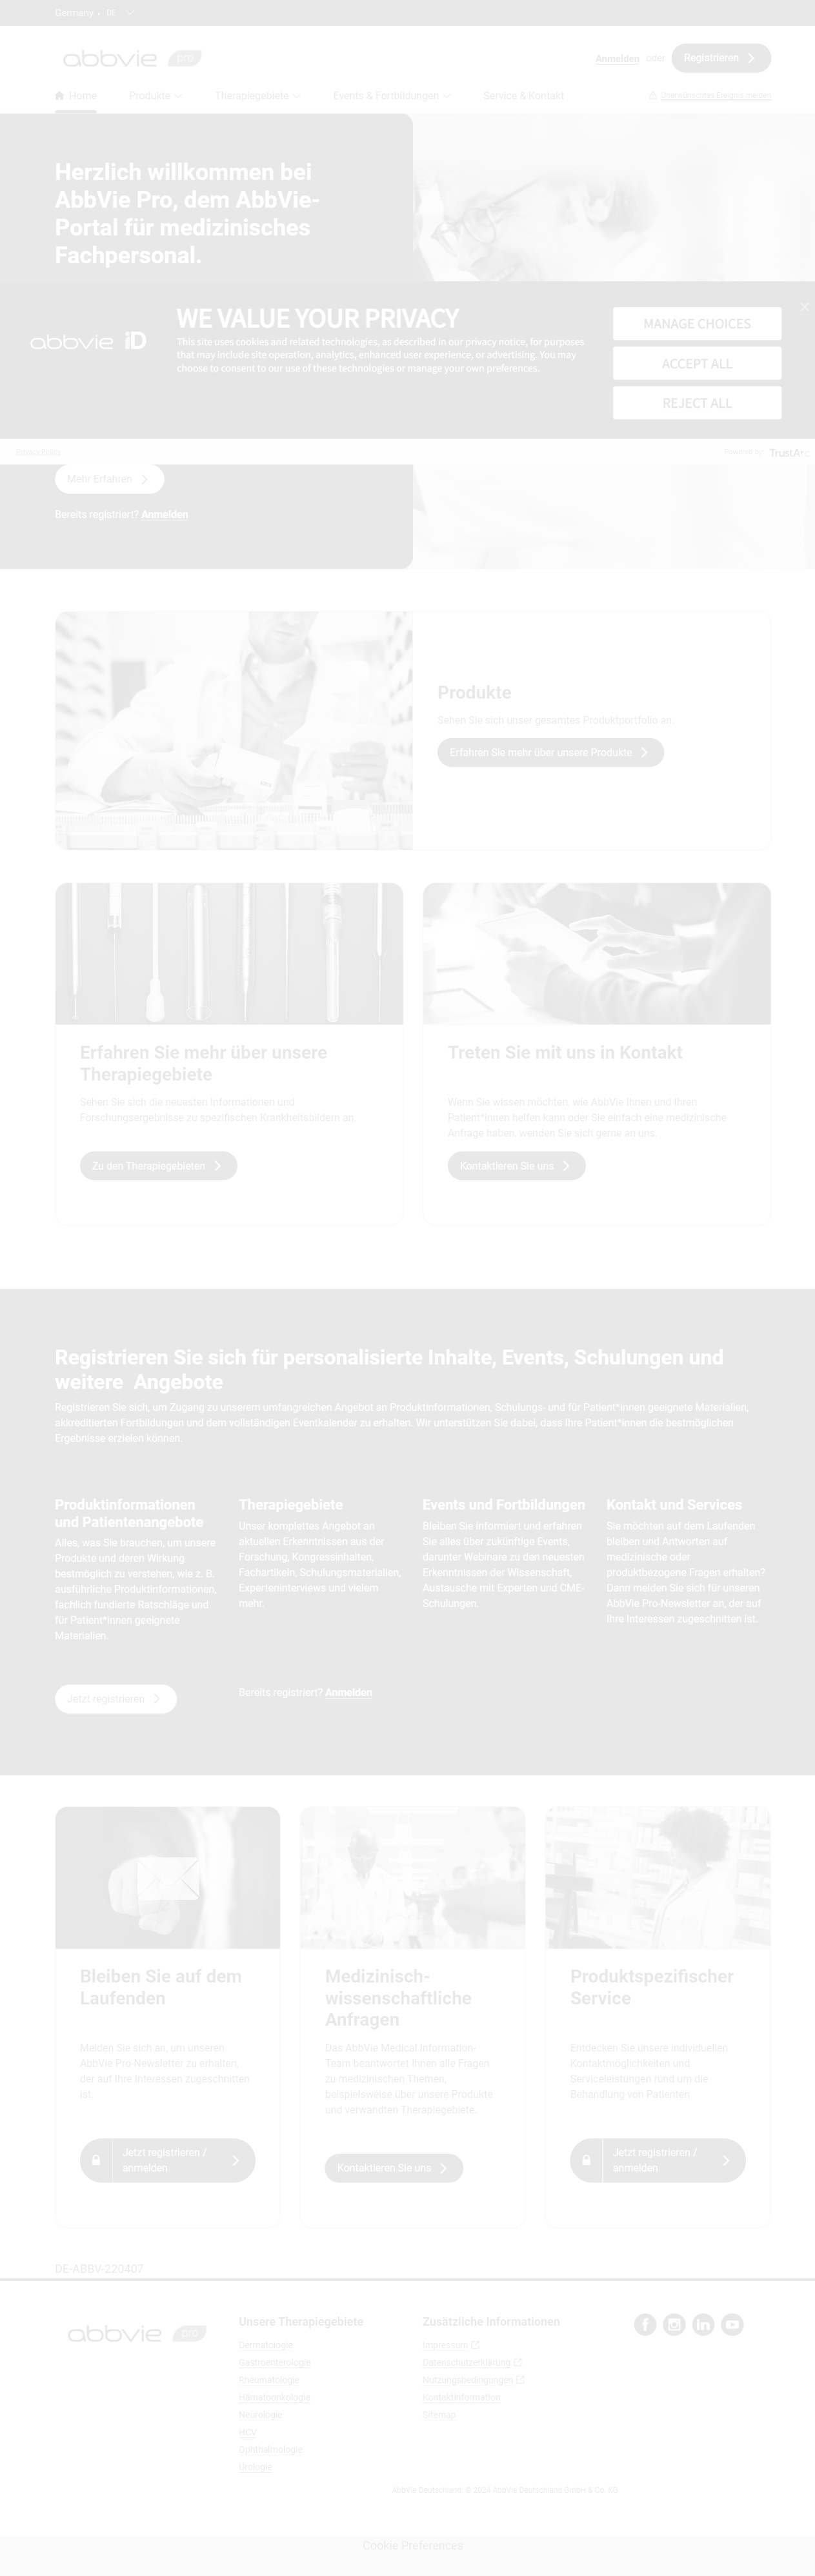 Germany
DE
abbvie pro
Anmelden oder Registrieren
Home Produkte Therapiegebiete Events & Fortbildungen Service & Kontakt Unerwünschtes Ereignis melden
Herzlich willkommen bei
AbbVie Pro, dem AbbVie-
Portal für medizinisches
Fachpersonal.
abbvie iD
WE VALUE YOUR PRIVACY
This site uses cookies and related technologies, as described in our privacy notice, for purposes
that may include site operation, analytics, enhanced user experience, or advertising. You may
choose to consent to our use of these technologies or manage your own preferences.
MANAGE CHOICES
ACCEPT ALL
REJECT ALL
Powered by TrustArc
Mehr Erfahren
Bereits registriert? Anmelden
Produkte
Sehen Sie sich unser gesamtes Produktportfolio an.
Erfahren Sie mehr über unsere Produkte
Erfahren Sie mehr über unsere
Therapiegebiete
Sehen Sie sich die neuesten Informationen und
Forschungsergebnisse zu spezifischen Krankheitsbildern an.
Zu den Therapiegebieten
Treten Sie mit uns in Kontakt
Wenn Sie wissen möchten, wie AbbVie Ihnen und Ihren
Patient*innen helfen kann oder Sie einfach eine medizinische
Anfrage haben, wenden Sie sich gerne an uns.
Kontaktieren Sie uns
Registrieren Sie sich für personalisierte Inhalte, Events, Schulungen und
weitere Angebote
Registrieren Sie sich, um Zugang zu unserem umfangreichen Angebot an Produktinformationen, Schulungs- und für Patient*innen geeignete Materialien,
akkreditierten Fortbildungen und dem vollständigen Eventkalender zu erhalten. Wir unterstützen Sie dabei, dass Ihre Patient*innen die bestmöglichen
Ergebnisse erzielen können.
Produktinformationen
und Patientenangebote
Alles, was Sie brauchen, um unsere
Produkte und deren Wirkung
bestmöglich zu verstehen, wie z. B.
ausführliche Produktinformationen,
fachlich fundierte Ratschläge und
für Patient*innen geeignete
Materialien.
Therapiegebiete
Unser komplettes Angebot an
aktuellen Erkenntnissen aus der
Forschung, Kongressinhalten,
Fachartikeln, Schulungsmaterialien,
Experteninterviews und vielem
mehr.
Events und Fortbildungen
Bleiben Sie informiert und erfahren
Sie alles über zukünftige Events,
darunter Webinare zu den neuesten
Erkenntnissen der Wissenschaft,
Austausche mit Experten und CME-
Schulungen.
Kontakt und Services
Sie möchten auf dem Laufenden
bleiben und Antworten auf
medizinische oder
produktbezogene Fragen erhalten?
Dann melden Sie sich für unseren
AbbVie Pro-Newsletter an, der auf
Ihre Interessen zugeschnitten ist.
Jetzt registrieren
Bereits registriert? Anmelden
Bleiben Sie auf dem
Laufenden
Melden Sie sich an, um unseren
AbbVie Pro-Newsletter zu erhalten,
der auf Ihre Interessen zugeschnitten
ist.
Jetzt registrieren /
anmelden
Medizinisch-
wissenschaftliche
Anfragen
Das AbbVie Medical Information-
Team beantwortet Ihnen alle Fragen
zu medizinischen Themen,
beispielsweise über unsere Produkte
und verwandten Therapiegebiete.
Kontaktieren Sie uns
Produktspezifischer
Service
Entdecken Sie unsere individuellen
Kontaktmöglichkeiten und
Serviceleistungen rund um die
Behandlung von Patienten
Jetzt registrieren /
anmelden
DE-ABBV-220407
abbvie pro
Unsere Therapiegebiete
Dermatologie
Gastroenterologie
Rheumatologie
Hämatoonkologie
Neurologie
HCV
Ophthalmologie
Urologie
Zusätzliche Informationen
Impressum
Datenschutzerklärung
Nutzungsbedingungen
Kontaktinformation
Sitemap
AbbVie Deutschland: © 2024 AbbVie Deutschland GmbH & Co. KG
Cookie Preferences